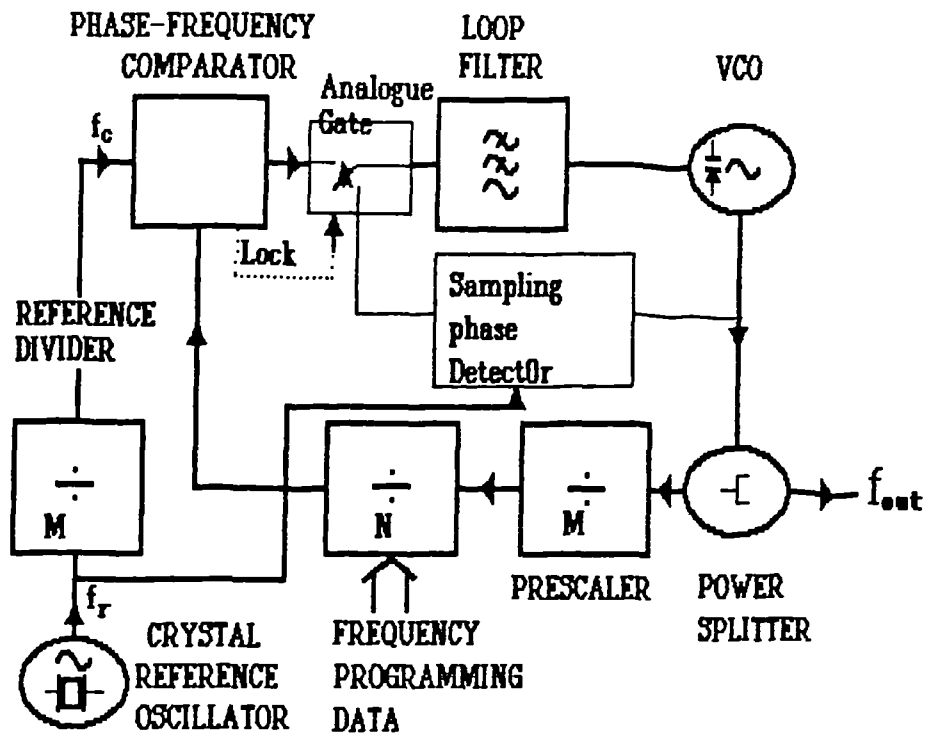 PHASE-FREQUENCY
COMPARATOR
LOOP
FILTER
VCO
Analogue
Gate
f_c
Lock
Sampling
phase
Detect0r
REFERENCE
DIVIDER
M
N
M
f_out
f_r
PRESCALER
POWER
SPLITTER
CRYSTAL
REFERENCE
OSCILLATOR
FREQUENCY
PROGRAMMING
DATA